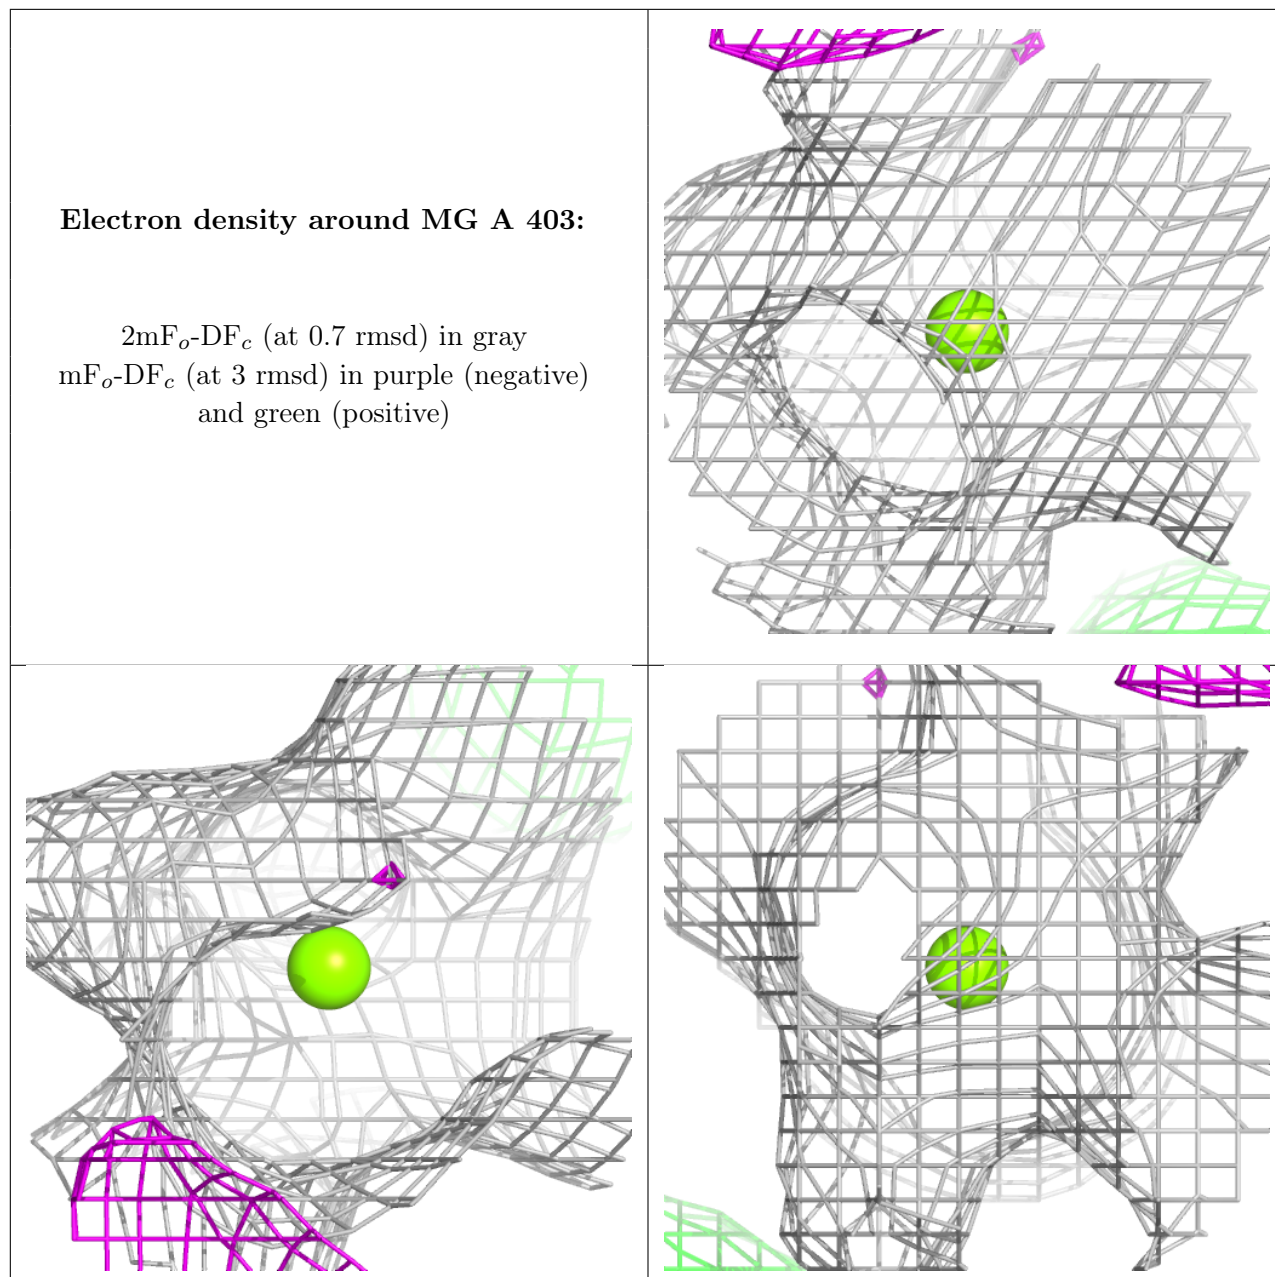 Electron density around MG A 403:
2mFo-DFc (at 0.7 rmsd) in gray
mFo-DFc (at 3 rmsd) in purple (negative)
and green (positive)